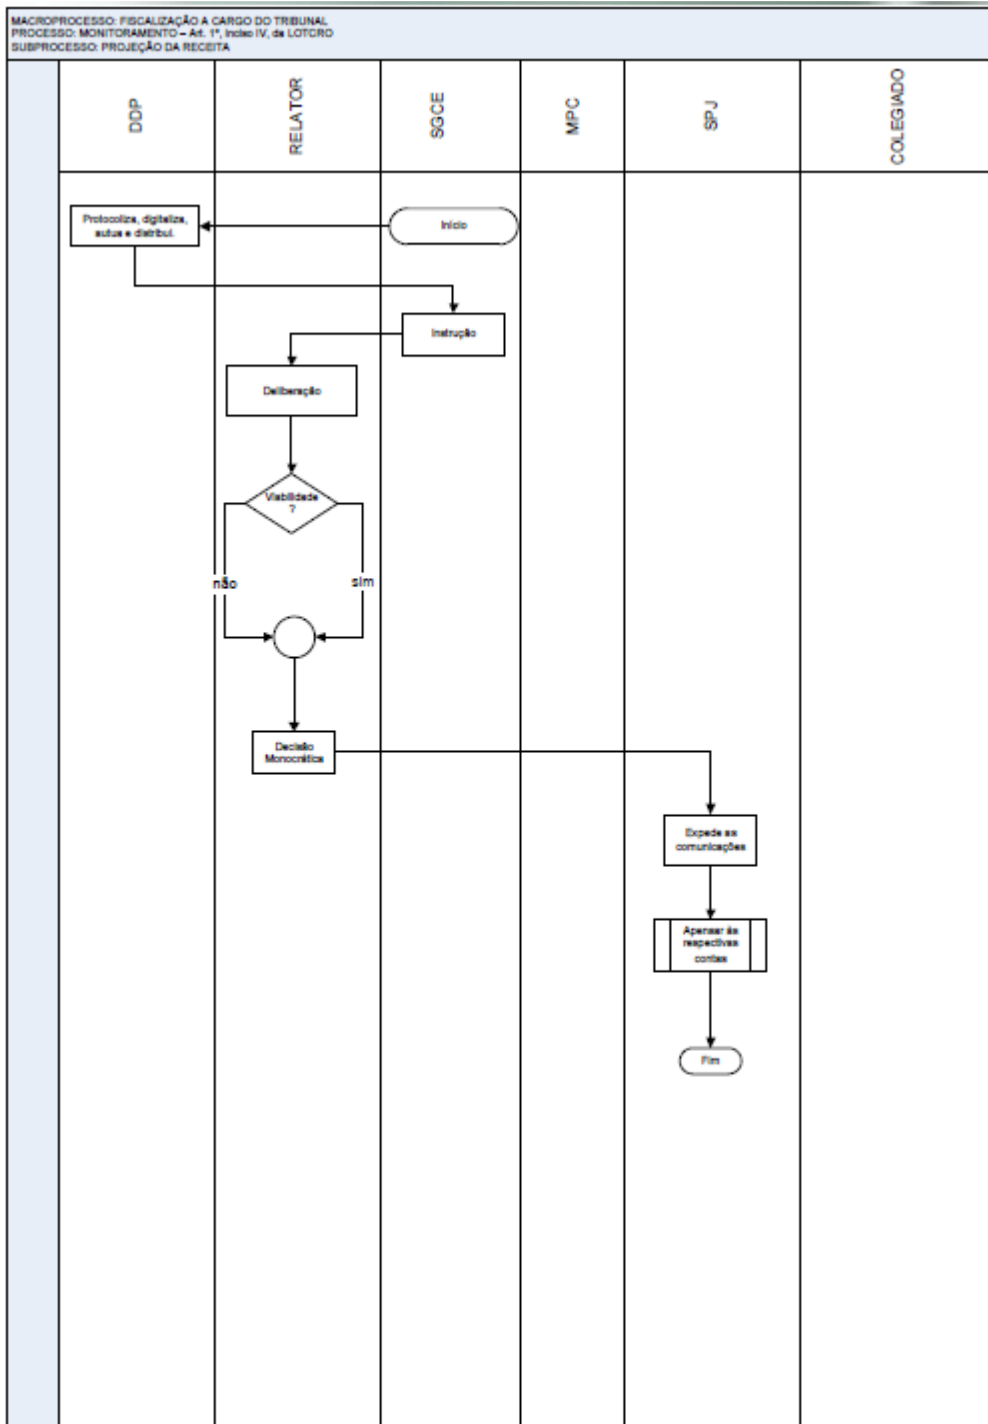 MACROPROCESSO: FISCALIZAÇÃO A CARGO DO TRIBUNAL
PROCESSO: MONITORAMENTO – Art. 1º, Inciso IV, da LOTCRO
SUBPROCESSO: PROJEÇÃO DA RECEITA
DDP
RELATOR
SGCE
MPC
SPJ
COLEGIADO
Protocoliza, digitaliza,
autua e distribui.
Início
Instrução
Deliberação
Viabilidade
?
não
sim
Decisão
Monocrática
Expede as
comunicações
Apensar às
respectivas
contas
Fim